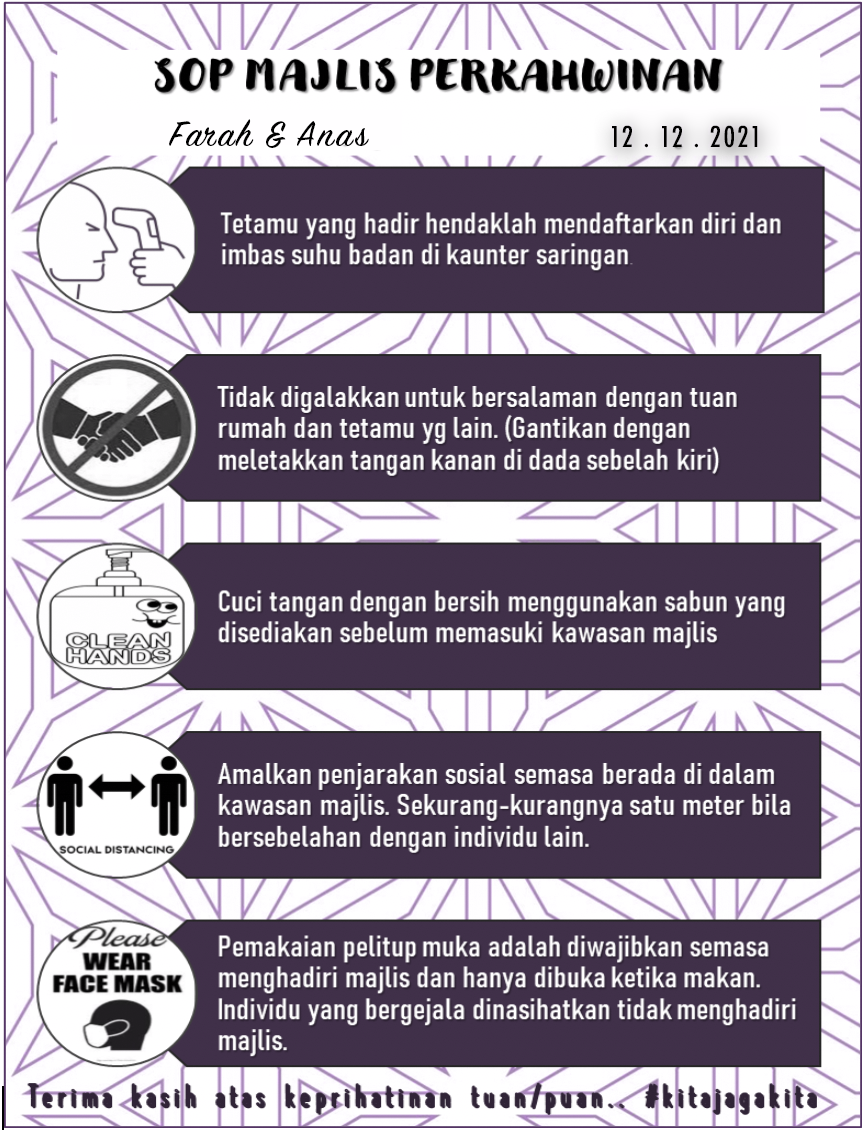 SOP MAJLIS PERKAHWINAN
Farah & Anas
12 . 12 . 2021
Tetamu yang hadir hendaklah mendaftarkan diri dan
imbas suhu badan di kaunter saringan.
Tidak digalakkan untuk bersalaman dengan tuan
rumah dan tetamu yg lain. (Gantikan dengan
meletakkan tangan kanan di dada sebelah kiri)
CLEAN
HANDS
Cuci tangan dengan bersih menggunakan sabun yang
disediakan sebelum memasuki kawasan majlis
SOCIAL DISTANCING
Amalkan penjarakan sosial semasa berada di dalam
kawasan majlis. Sekurang-kurangnya satu meter bila
bersebelahan dengan individu lain.
Please
WEAR
FACE MASK
Pemakaian pelitup muka adalah diwajibkan semasa
menghadiri majlis dan hanya dibuka ketika makan.
Individu yang bergejala dinasihatkan tidak menghadiri
majlis.
Terima kasih atas keprihatinan tuan/puan.. #kitajagakita